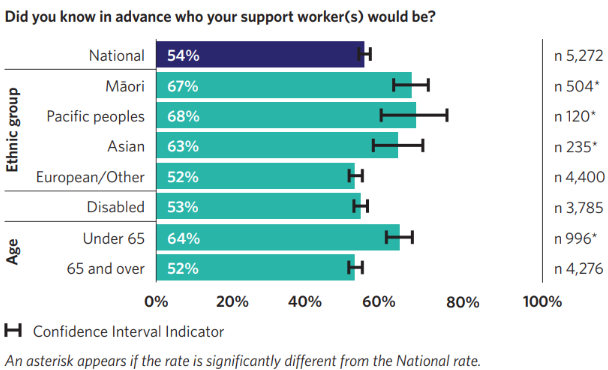 Did you know in advance who your support worker(s) would be?
National 54% n 5,272
Ethnic group
Māori 67% n 504*
Pacific peoples 68% n 120*
Asian 63% n 235*
European/Other 52% n 4,400
Disabled 53% n 3,785
Age
Under 65 64% n 996*
65 and over 52% n 4,276
0% 20% 40% 60% 80% 100%
Confidence Interval Indicator
An asterisk appears if the rate is significantly different from the National rate.